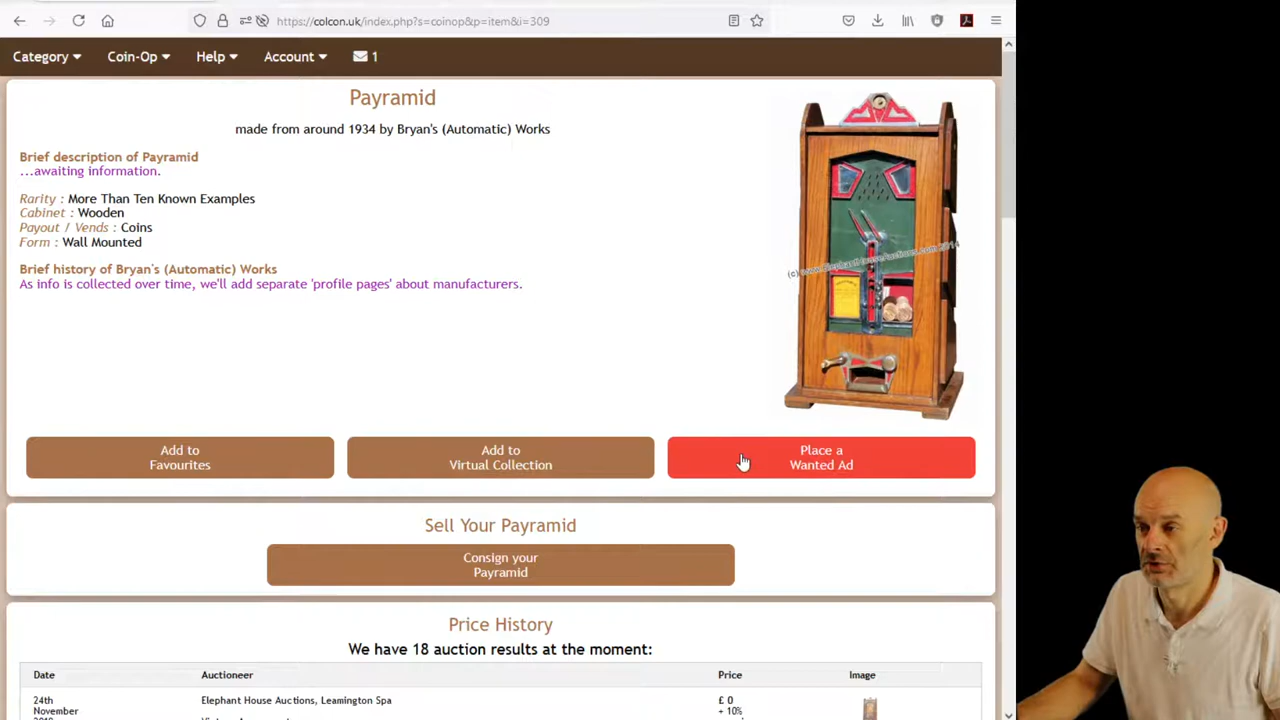 https://colcon.uk/index.php?s=coinop&p=item&i=309
Category
Coin-Op
Help
Account
1
Payramid
made from around 1934 by Bryan's (Automatic) Works
Brief description of Payramid
...awaiting information.
Rarity : More Than Ten Known Examples
Cabinet : Wooden
Payout / Vends : Coins
Form : Wall Mounted
Brief history of Bryan's (Automatic) Works
As info is collected over time, we'll add separate 'profile pages' about manufacturers.
(c) www.ElephantHouseAuctions.com 2014
Add to
Favourites
Add to
Virtual Collection
Place a
Wanted Ad
Sell Your Payramid
Consign your
Payramid
Price History
We have 18 auction results at the moment:
Date
Auctioneer
Price
Image
24th
November
Elephant House Auctions, Leamington Spa
£ 0
+ 10%